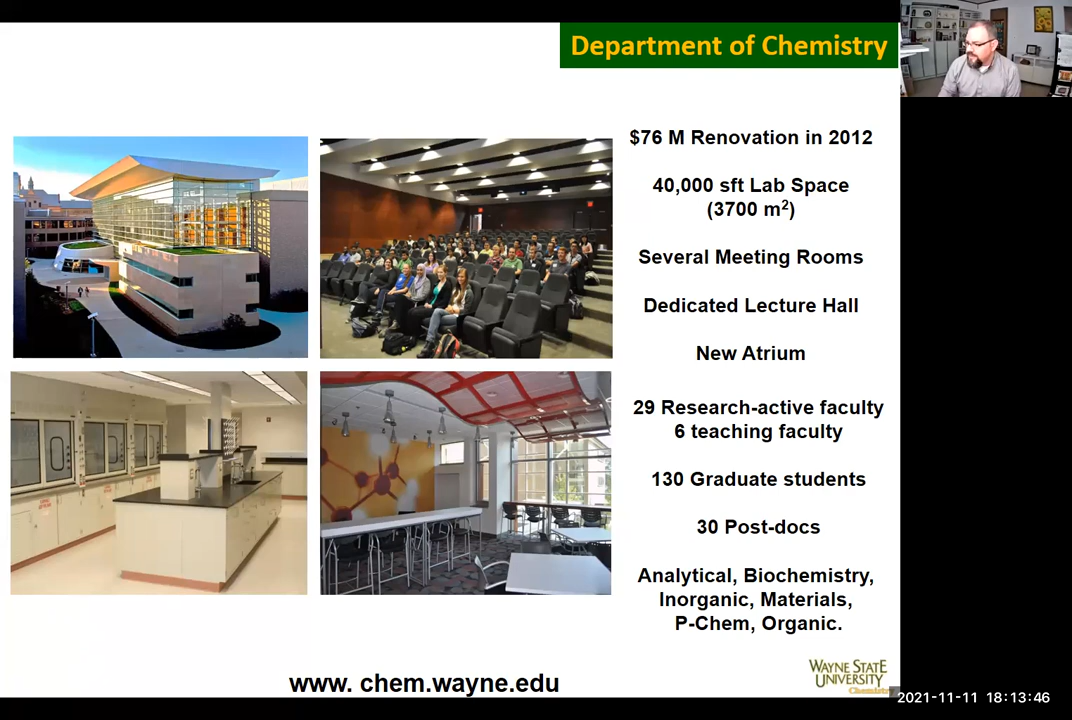 Department of Chemistry
$76 M Renovation in 2012
40,000 sft Lab Space
(3700 m²)
Several Meeting Rooms
Dedicated Lecture Hall
New Atrium
29 Research-active faculty
6 teaching faculty
130 Graduate students
30 Post-docs
Analytical, Biochemistry,
Inorganic, Materials,
P-Chem, Organic.
www. chem.wayne.edu
WAYNE STATE
UNIVERSITY
Chemistry
2021-11-11 18:13:46